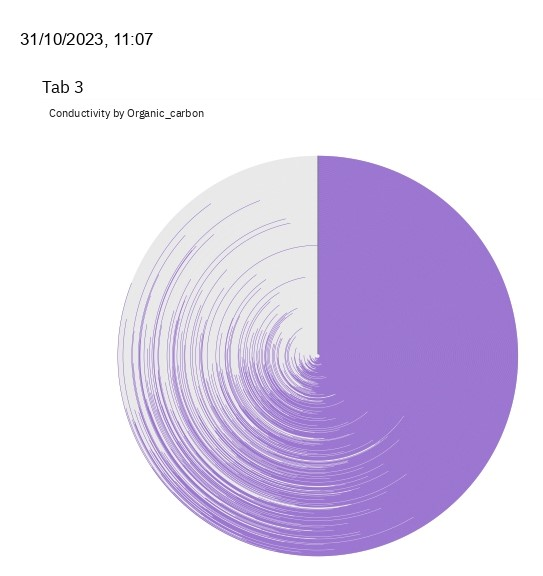 31/10/2023, 11:07
Tab 3
Conductivity by Organic_carbon